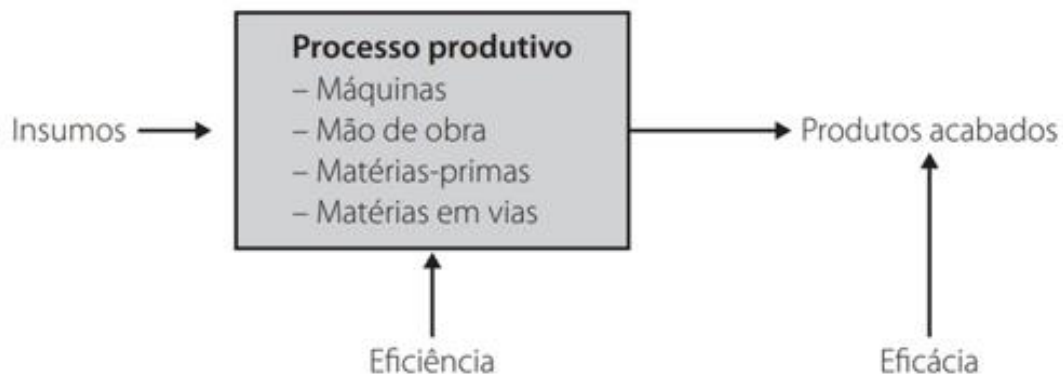 Processo produtivo
– Máquinas
– Mão de obra
– Matérias-primas
– Matérias em vias
Insumos
Produtos acabados
Eficiência
Eficácia